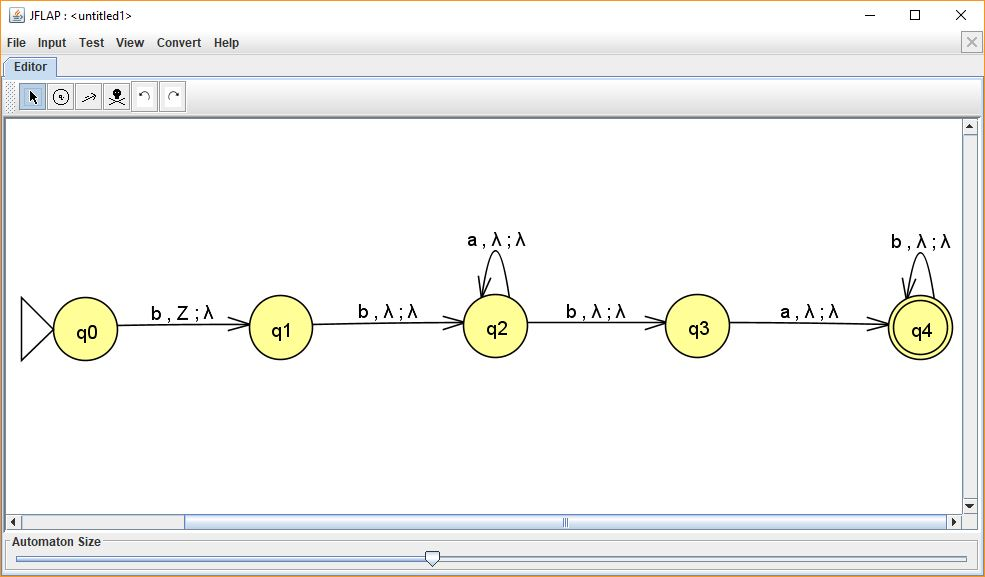 JFLAP : <untitled1>
File Input Test View Convert Help
Editor
a , λ ; λ
b , λ ; λ
b , Z ; λ
b , λ ; λ
b , λ ; λ
a , λ ; λ
q0
q1
q2
q3
q4
Automaton Size